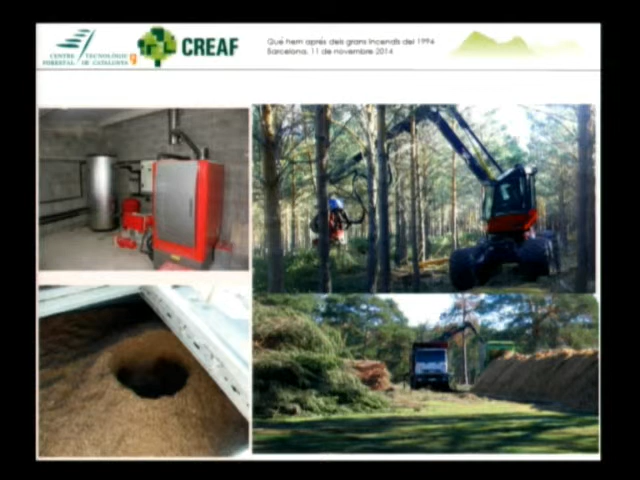 CENTRE TECNOLÒGIC
FORESTAL DE CATALUNYA
CREAF
Què hem après dels grans incendis del 1994
Barcelona, 11 de novembre 2014